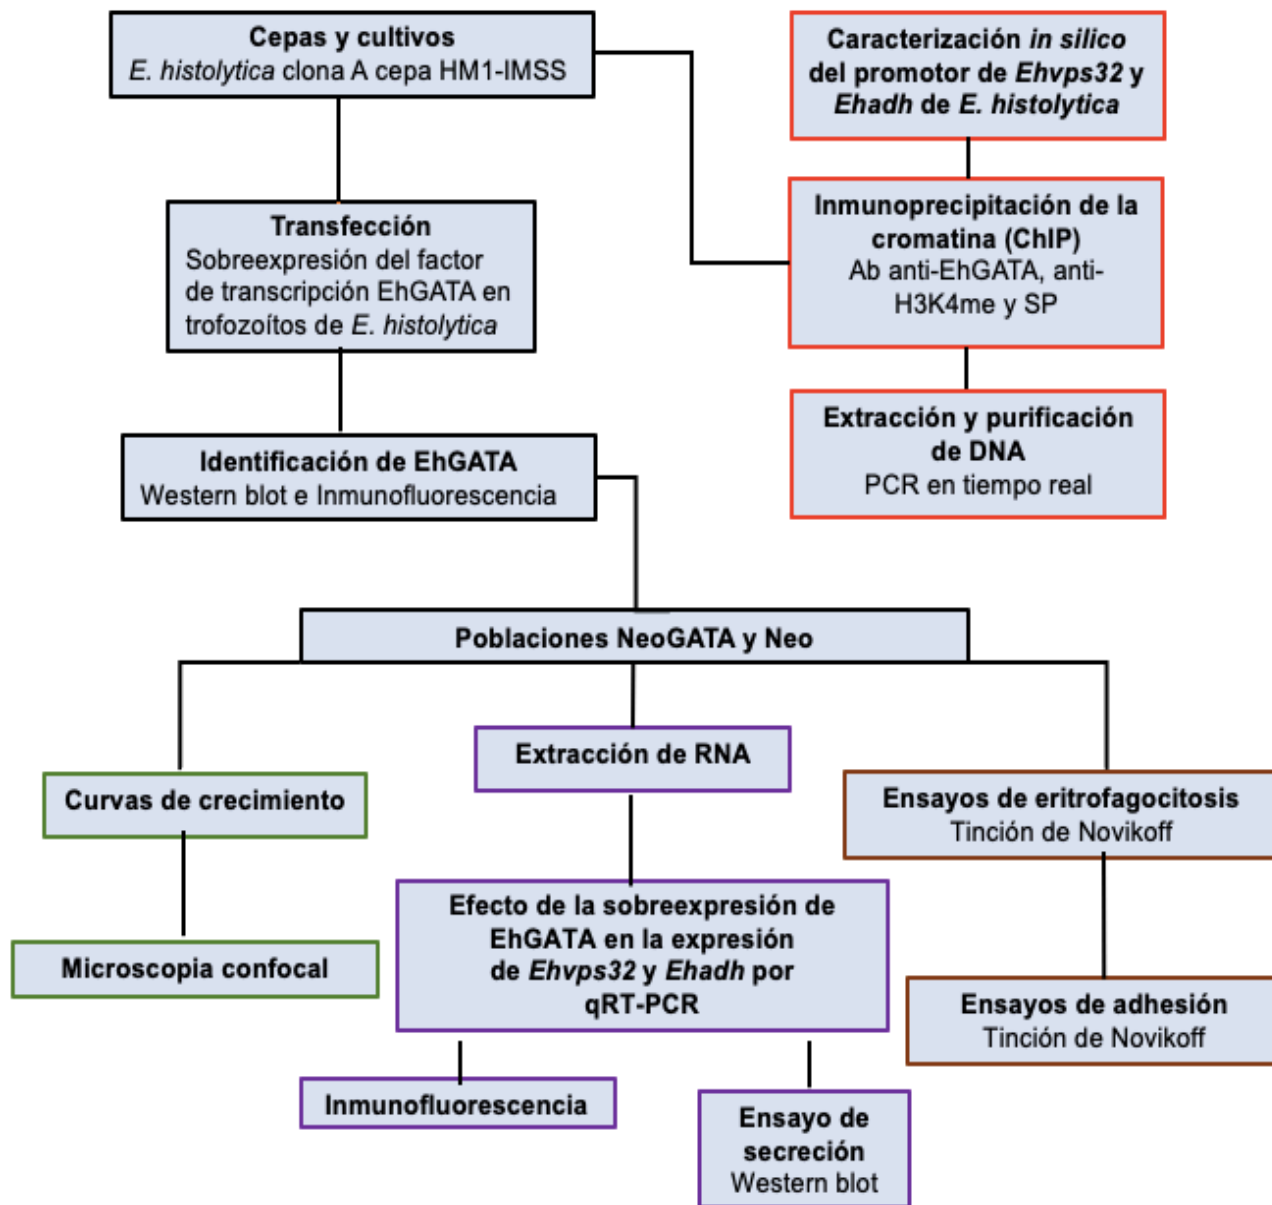 Cepas y cultivos
E. histolytica clona A cepa HM1-IMSS
Caracterización in silico
del promotor de Ehvps32 y
Ehadh de E. histolytica
Transfección
Sobreexpresión del factor
de transcripción EhGATA en
trofozoítos de E. histolytica
Inmunoprecipitación de la
cromatina (ChIP)
Ab anti-EhGATA, anti-
H3K4me y SP
Identificación de EhGATA
Western blot e Inmunofluorescencia
Extracción y purificación
de DNA
PCR en tiempo real
Poblaciones NeoGATA y Neo
Curvas de crecimiento
Microscopia confocal
Extracción de RNA
Efecto de la sobreexpresión de
EhGATA en la expresión
de Ehvps32 y Ehadh por
qRT-PCR
Inmunofluorescencia
Ensayo de
secreción
Western blot
Ensayos de eritrofagocitosis
Tinción de Novikoff
Ensayos de adhesión
Tinción de Novikoff